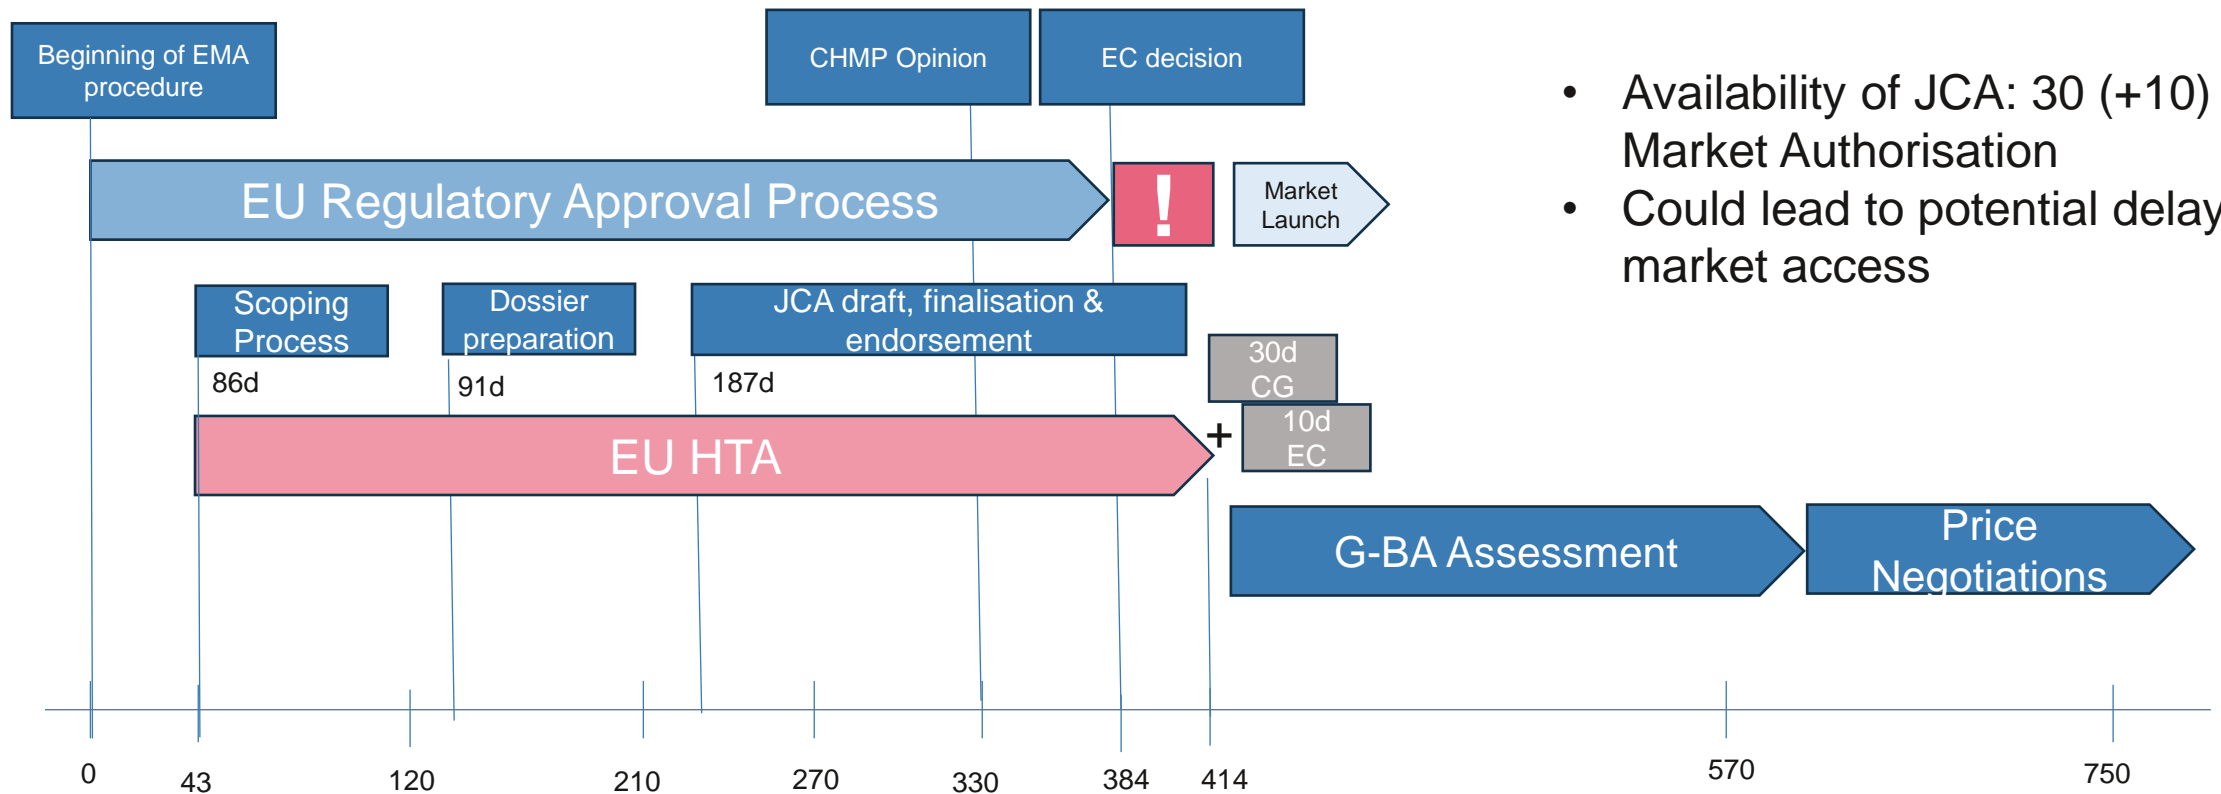 Beginning of EMA
procedure
CHMP Opinion
EC decision
• Availability of JCA: 30 (+10)
Market Authorisation
• Could lead to potential delay
market access
EU Regulatory Approval Process
!
Market
Launch
Scoping
Process
Dossier
preparation
JCA draft, finalisation &
endorsement
86d
91d
187d
30d
CG
10d
EC
+
EU HTA
G-BA Assessment
Price
Negotiations
0
43
120
210
270
330
384
414
570
750